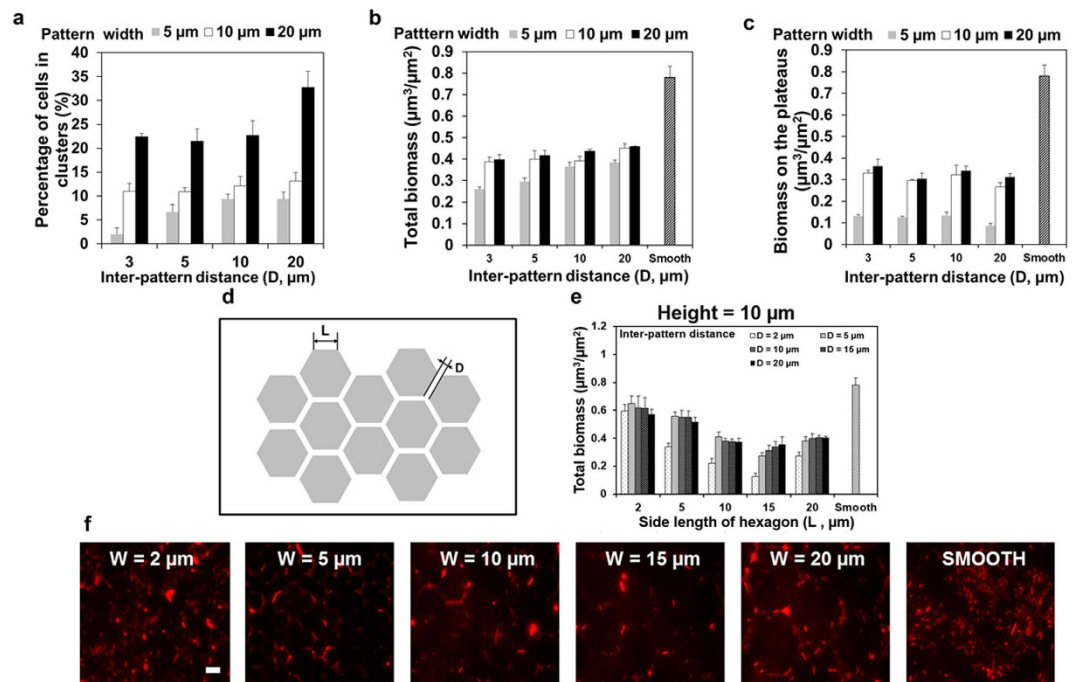 a
Pattern width 5 µm 10 µm 20 µm
Percentage of cells in
clusters (%)
40
35
30
25
20
15
10
5
0
3 5 10 20
Inter-pattern distance (D, µm)
b
Patttern width 5 µm 10 µm 20 µm
Total biomass (µm³/µm²)
0.9
0.8
0.7
0.6
0.5
0.4
0.3
0.2
0.1
0
3 5 10 20 Smooth
Inter-pattern distance (D, µm)
c
Patttern width 5 µm 10 µm 20 µm
Biomass on the plateaus
(µm³/µm²)
0.9
0.8
0.7
0.6
0.5
0.4
0.3
0.2
0.1
0
3 5 10 20 Smooth
Inter-pattern distance (D, µm)
d
L
D
e
Height = 10 µm
Inter-pattern distance
D = 2 µm D = 5 µm
D = 10 µm D = 15 µm
D = 20 µm
Total biomass (µm³/µm²)
1.2
1
0.8
0.6
0.4
0.2
0
2 5 10 15 20 Smooth
Side length of hexagon (L , µm)
f
W = 2 µm W = 5 µm W = 10 µm W = 15 µm W = 20 µm SMOOTH